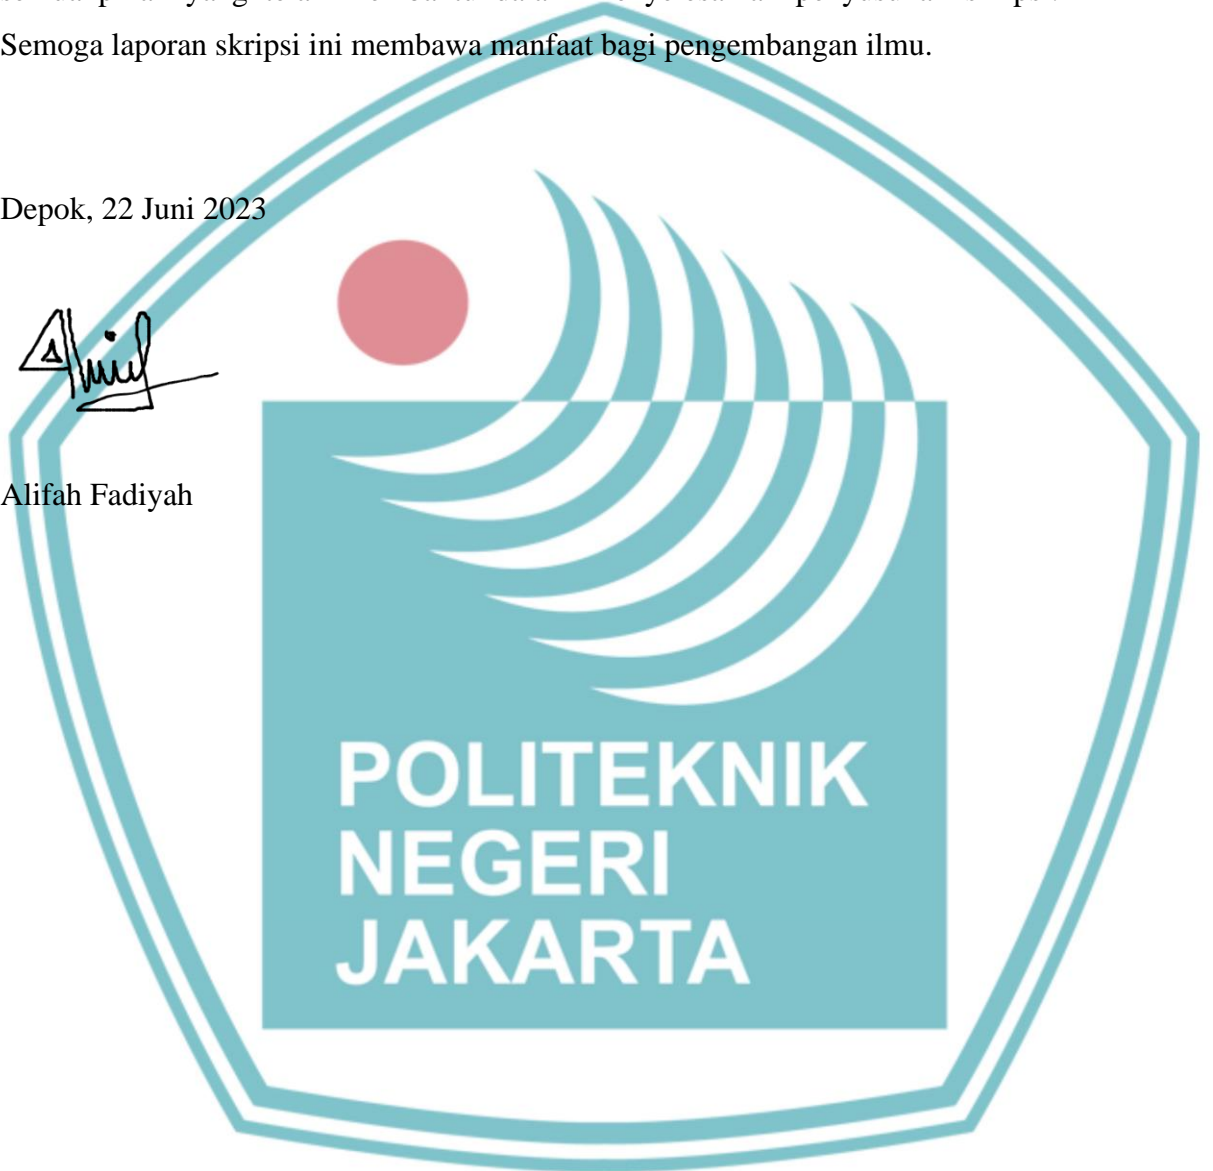 Semoga laporan skripsi ini membawa manfaat bagi pengembangan ilmu.
Depok, 22 Juni 2023
Alifah Fadiyah
POLITEKNIK
NEGERI
JAKARTA